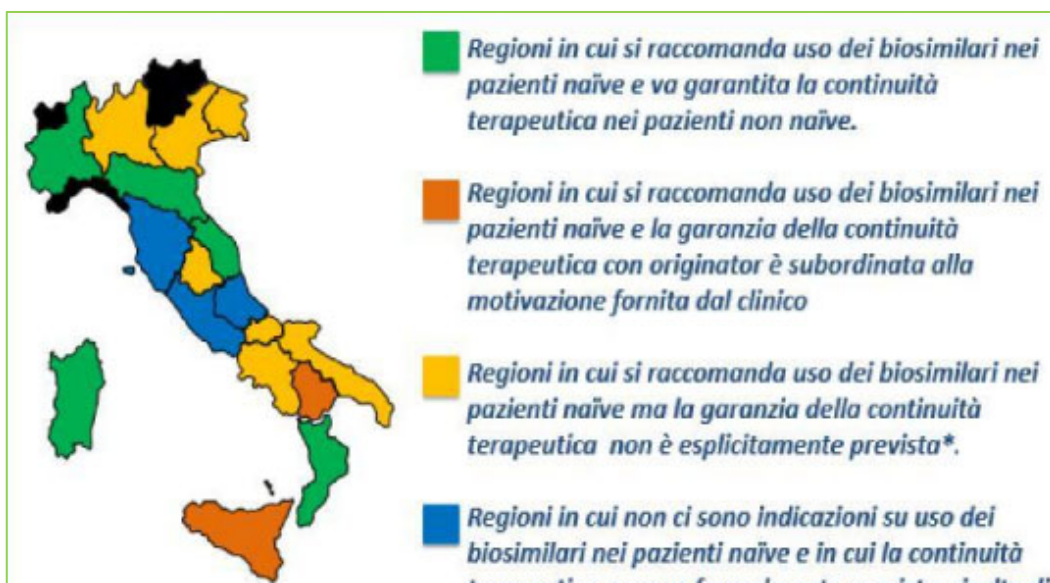 Regioni in cui si raccomanda uso dei biosimilari nei
pazienti naïve e va garantita la continuità
terapeutica nei pazienti non naïve.
Regioni in cui si raccomanda uso dei biosimilari nei
pazienti naïve e la garanzia della continuità
terapeutica con originator è subordinata alla
motivazione fornita dal clinico
Regioni in cui si raccomanda uso dei biosimilari nei
pazienti naïve ma la garanzia della continuità
terapeutica non è esplicitamente prevista*.
Regioni in cui non ci sono indicazioni su uso dei
biosimilari nei pazienti naïve e in cui la continuità